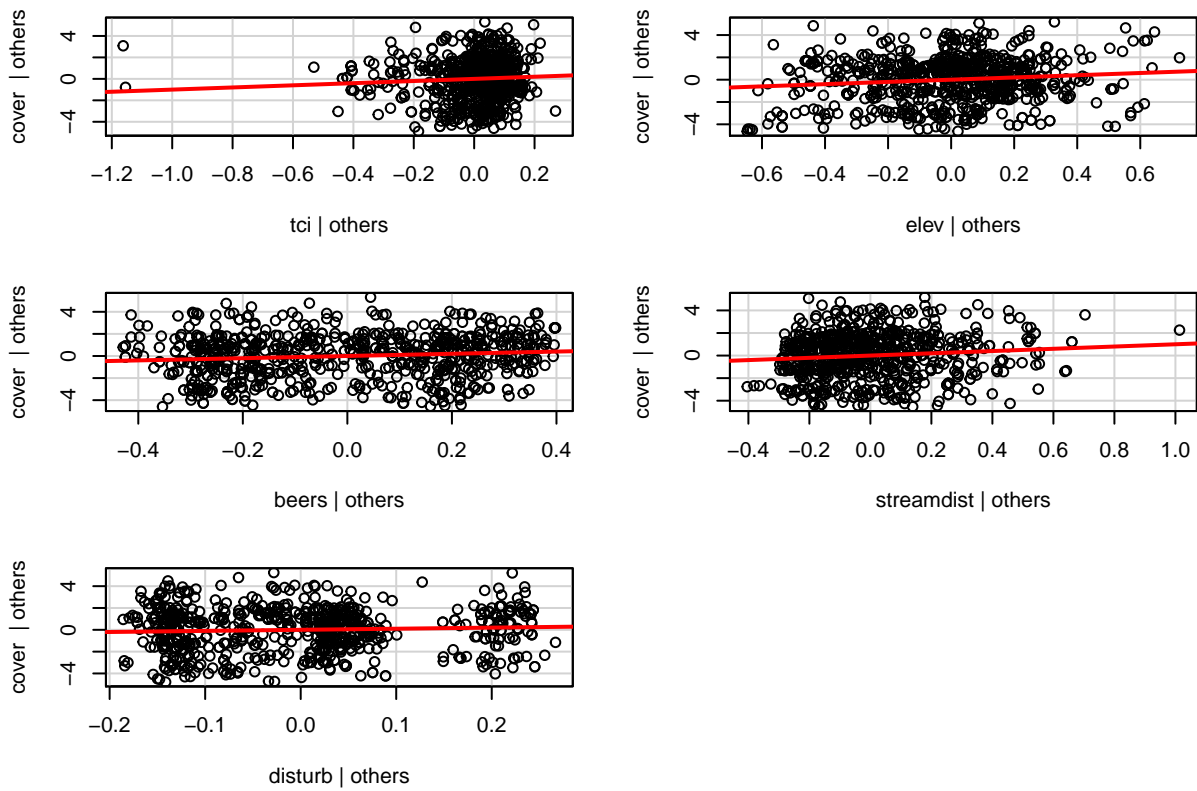 cover | others
4
0
−4
−1.2 −1.0 −0.8 −0.6 −0.4 −0.2 0.0 0.2
tci | others
cover | others
4
0
−4
−0.6 −0.4 −0.2 0.0 0.2 0.4 0.6
elev | others
cover | others
4
0
−4
−0.4 −0.2 0.0 0.2 0.4
beers | others
cover | others
4
0
−4
−0.4 −0.2 0.0 0.2 0.4 0.6 0.8 1.0
streamdist | others
cover | others
4
0
−4
−0.2 −0.1 0.0 0.1 0.2
disturb | others